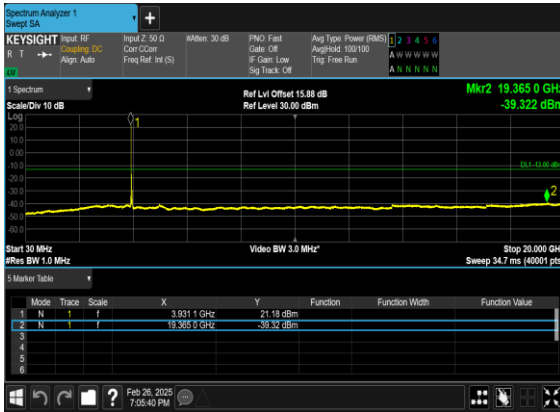 Spectrum Analyzer 1
Swept SA
+
KEYSIGHT Input: RF Input Z: 50 Ω #Atten: 30 dB PNO: Fast Avg Type: Power (RMS) 1 2 3 4 5 6
R T Coupling: DC Corr CCorr Gate: Off Avg|Hold: 100/100 A W W W W W
Align: Auto Freq Ref: Int (S) IF Gain: Low Trig: Free Run
Sig Track: Off A N N N N N
1 Spectrum
Ref Lvl Offset 15.88 dB Mkr2 19.365 0 GHz
Scale/Div 10 dB Ref Level 30.00 dBm -39.322 dBm
Log
20.0
10.0
0.00
-10.0
-20.0
-30.0
-40.0
-50.0
-60.0
1
DL1 -13.00 dBm
2
Start 30 MHz Video BW 3.0 MHz* Stop 20.000 GHz
#Res BW 1.0 MHz Sweep 34.7 ms (40001 pts)
5 Marker Table
Mode Trace Scale X Y Function Function Width Function Value
1 N 1 f 3.931 1 GHz 21.18 dBm
2 N 1 f 19.365 0 GHz -39.32 dBm
3
4
5
6
? Feb 26, 2025
7:05:40 PM